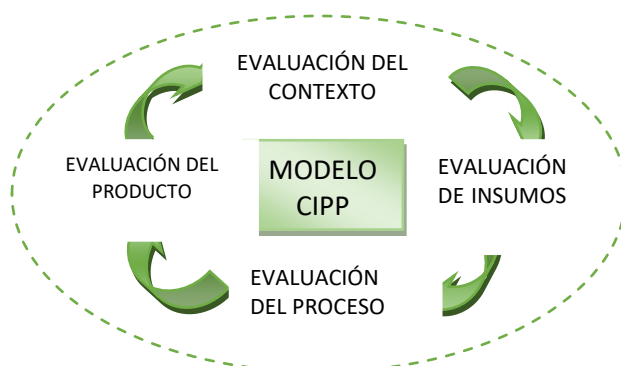 EVALUACIÓN DEL
CONTEXTO
EVALUACIÓN DEL
PRODUCTO
MODELO
CIPP
EVALUACIÓN
DE INSUMOS
EVALUACIÓN
DEL PROCESO